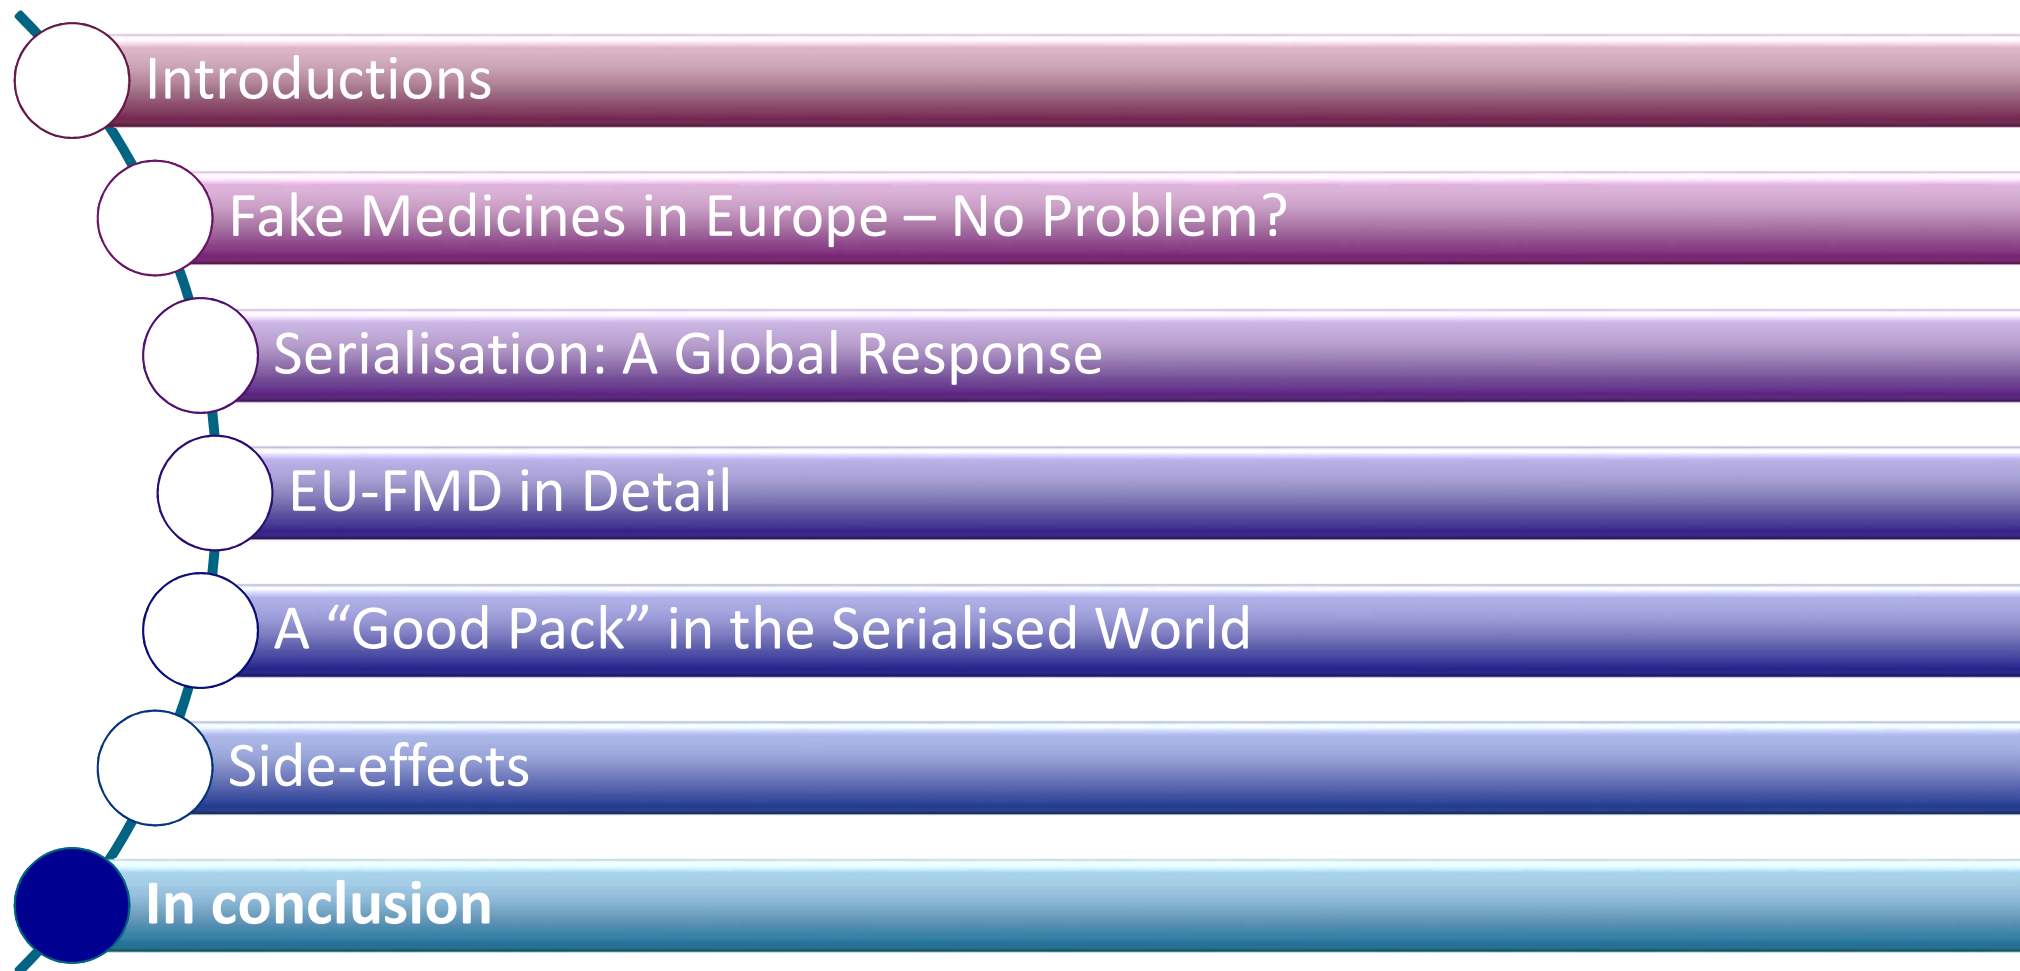 Introductions
Fake Medicines in Europe – No Problem?
Serialisation: A Global Response
EU-FMD in Detail
A “Good Pack” in the Serialised World
Side-effects
In conclusion